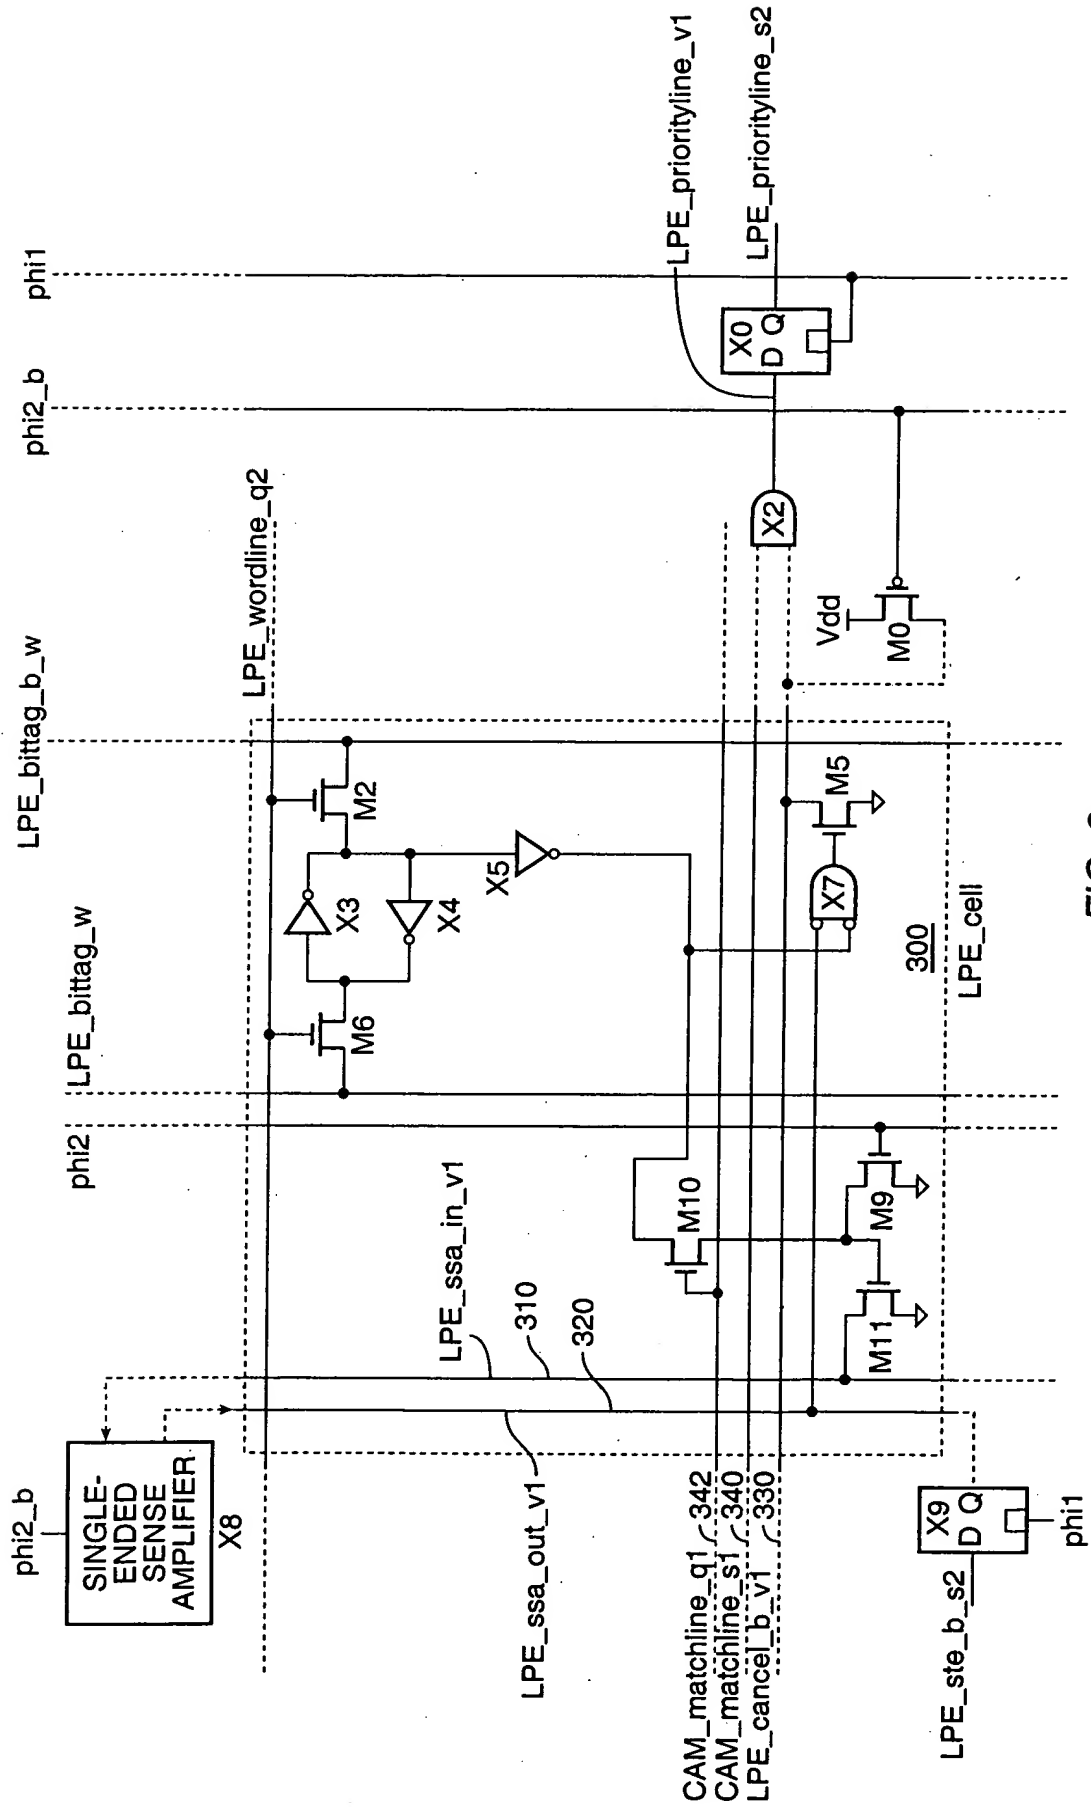 phi2_b
SINGLE-
ENDED
SENSE
AMPLIFIER
X8
phi2
LPE_bittag_w
LPE_bittag_b_w
phi2_b
phi1
LPE_wordline_q2
M6
X3
X4
M2
X5
LPE_ssa_in_v1
310
320
LPE_ssa_out_v1
M10
CAM_matchline_q1
342
CAM_matchline_s1
340
LPE_cancel_b_v1
330
M11
M9
X7
M5
300
LPE_cell
Vdd
M0
X2
X0
D Q
LPE_priorityline_v1
LPE_priorityline_s2
X9
D Q
LPE_ste_b_s2
phi1